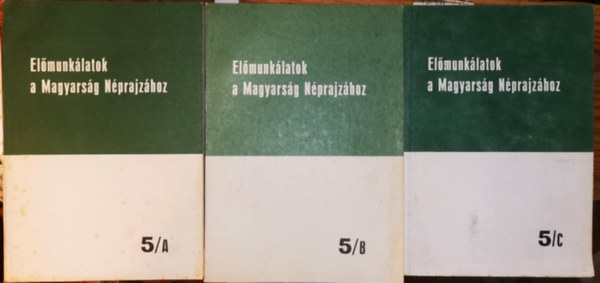 Előmunkálatok
a Magyarság Néprajzához
5/A
Előmunkálatok
a Magyarság Néprajzához
5/B
Előmunkálatok
a Magyarság Néprajzához
5/C